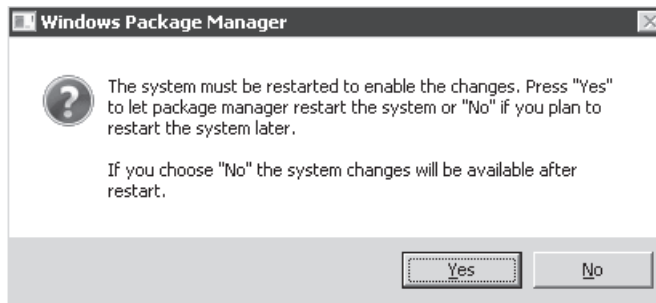 Windows Package Manager
The system must be restarted to enable the changes. Press "Yes"
to let package manager restart the system or "No" if you plan to
restart the system later.
If you choose "No" the system changes will be available after
restart.
Yes
No